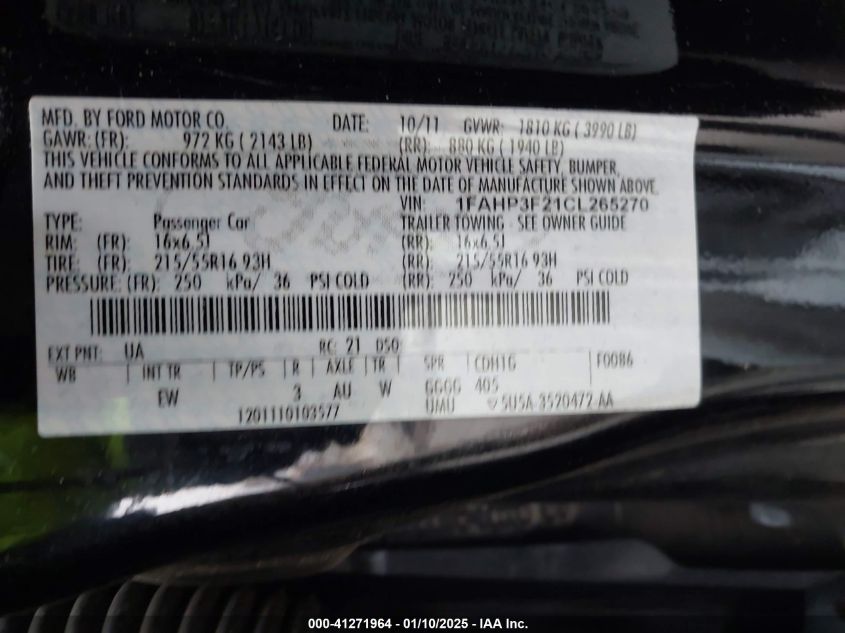 MFD. BY FORD MOTOR CO. DATE: 10/11 GVWR: 1810 KG ( 3990 LB)
GAWR: (FR): 972 KG ( 2143 LB) (RR): 880 KG ( 1940 LB)
THIS VEHICLE CONFORMS TO ALL APPLICABLE FEDERAL MOTOR VEHICLE SAFETY, BUMPER,
AND THEFT PREVENTION STANDARDS IN EFFECT ON THE DATE OF MANUFACTURE SHOWN ABOVE.
VIN: 1FAHP3F21CL265270
TYPE: Passenger Car TRAILER TOWING - SEE OWNER GUIDE
RIM: (FR): 16x6.5J (RR): 16x6.5J
TIRE: (FR): 215/55R16 93H (RR): 215/55R16 93H
PRESSURE: (FR): 250 kPa/ 36 PSI COLD (RR): 250 kPa/ 36 PSI COLD
EXT PNT: UA RC: 21 DSO
WB INT TR TP/PS R AXLE TR SPR CDH1G F0086
EW 3 AU W GGGG 405
1201110103577 UMU 5U5A-3520472-AA
000-41271964 - 01/10/2025 - IAA Inc.